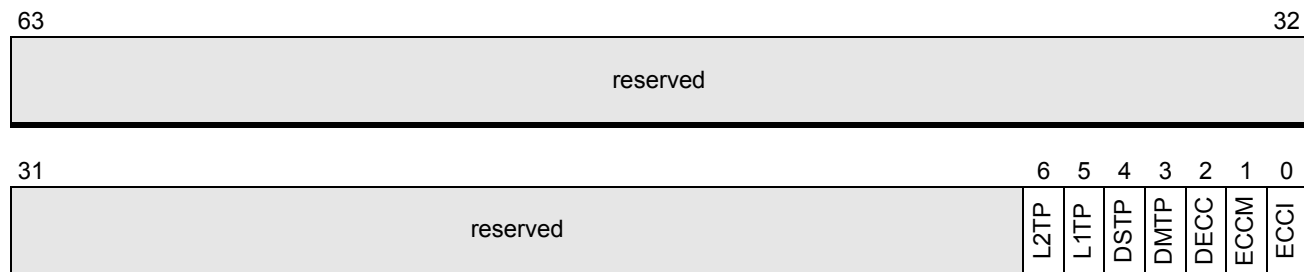 63 32
reserved
31 6 5 4 3 2 1 0
reserved L2TP L1TP DSTP DMTP DECC ECCM ECCI